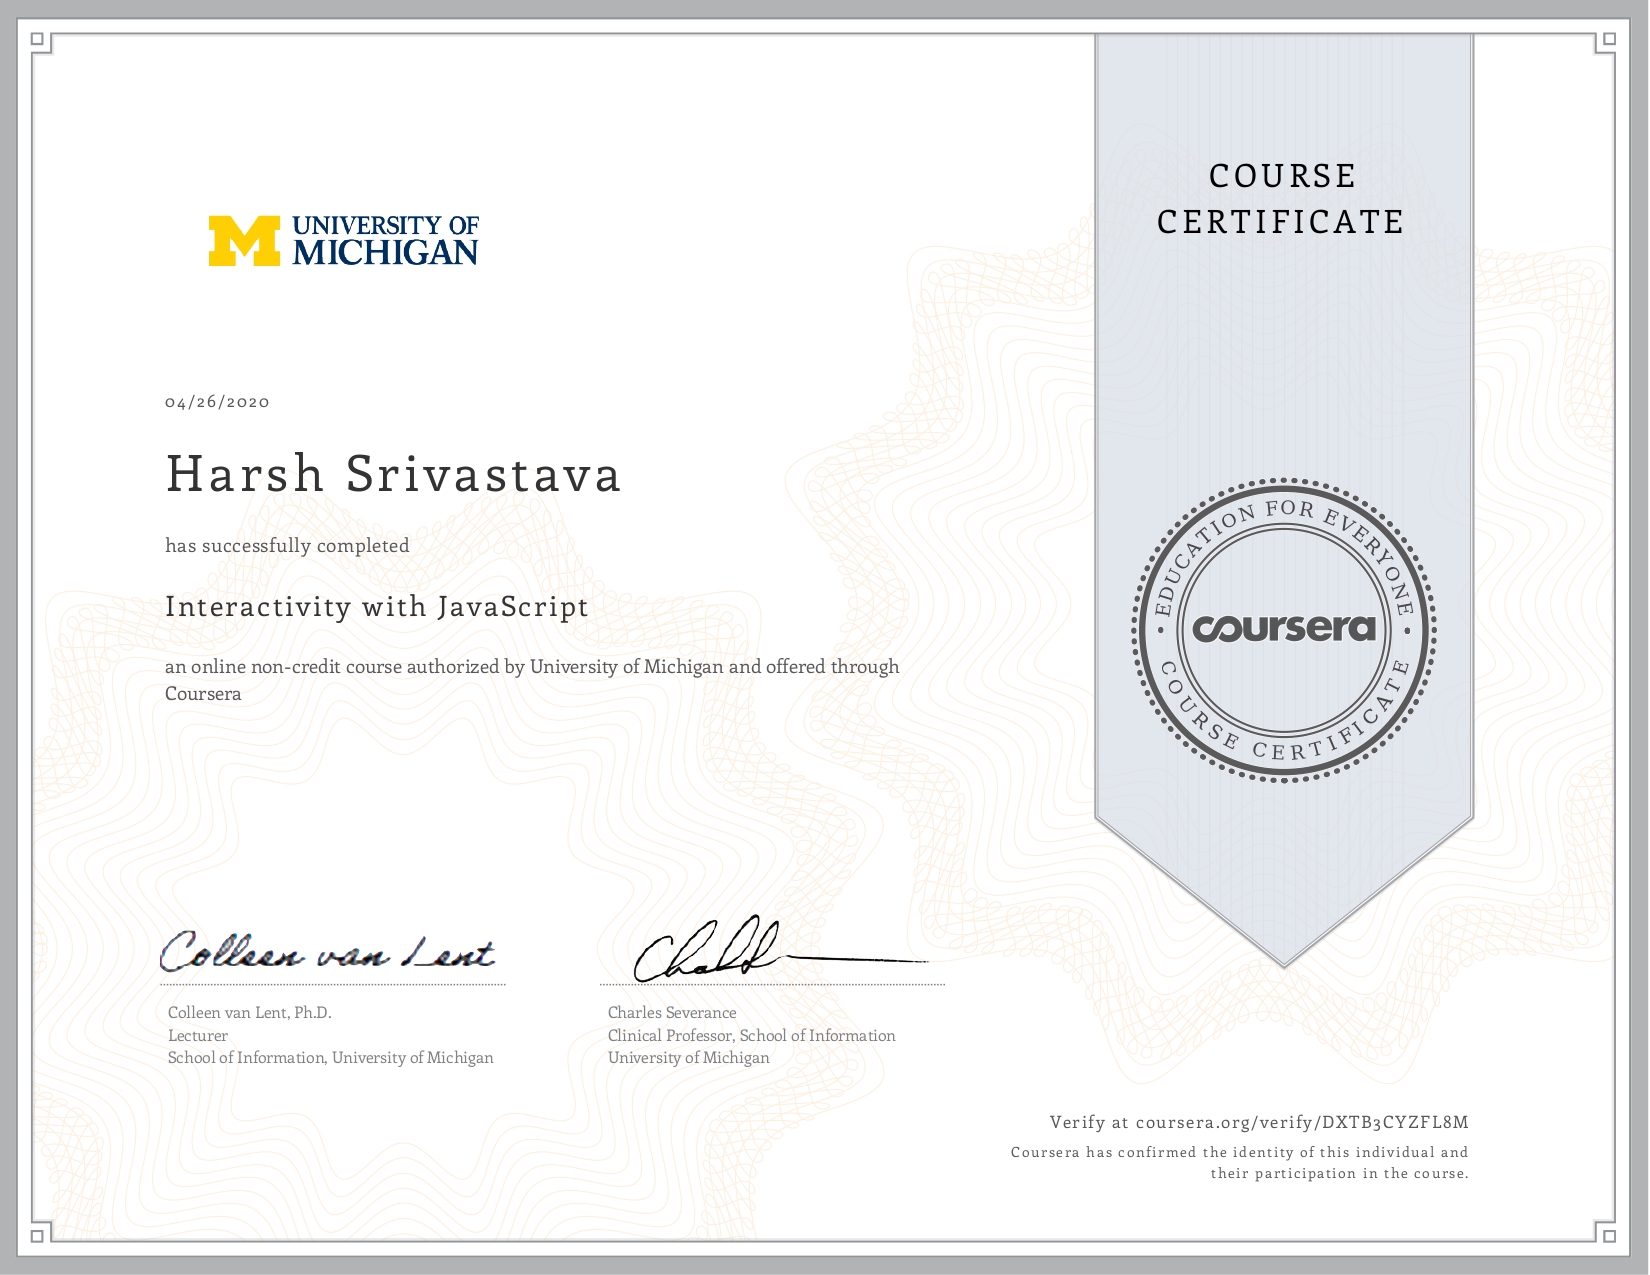 COURSE
CERTIFICATE
UNIVERSITY OF
MICHIGAN
04/26/2020
Harsh Srivastava
has successfully completed
Interactivity with JavaScript
an online non-credit course authorized by University of Michigan and offered through
Coursera
EDUCATION FOR EVERYONE
coursera
COURSE CERTIFICATE
Colleen van Lent
Colleen van Lent, Ph.D.
Lecturer
School of Information, University of Michigan
Charles Severance
Clinical Professor, School of Information
University of Michigan
Verify at coursera.org/verify/DXTB3CYZFL8M
Coursera has confirmed the identity of this individual and
their participation in the course.